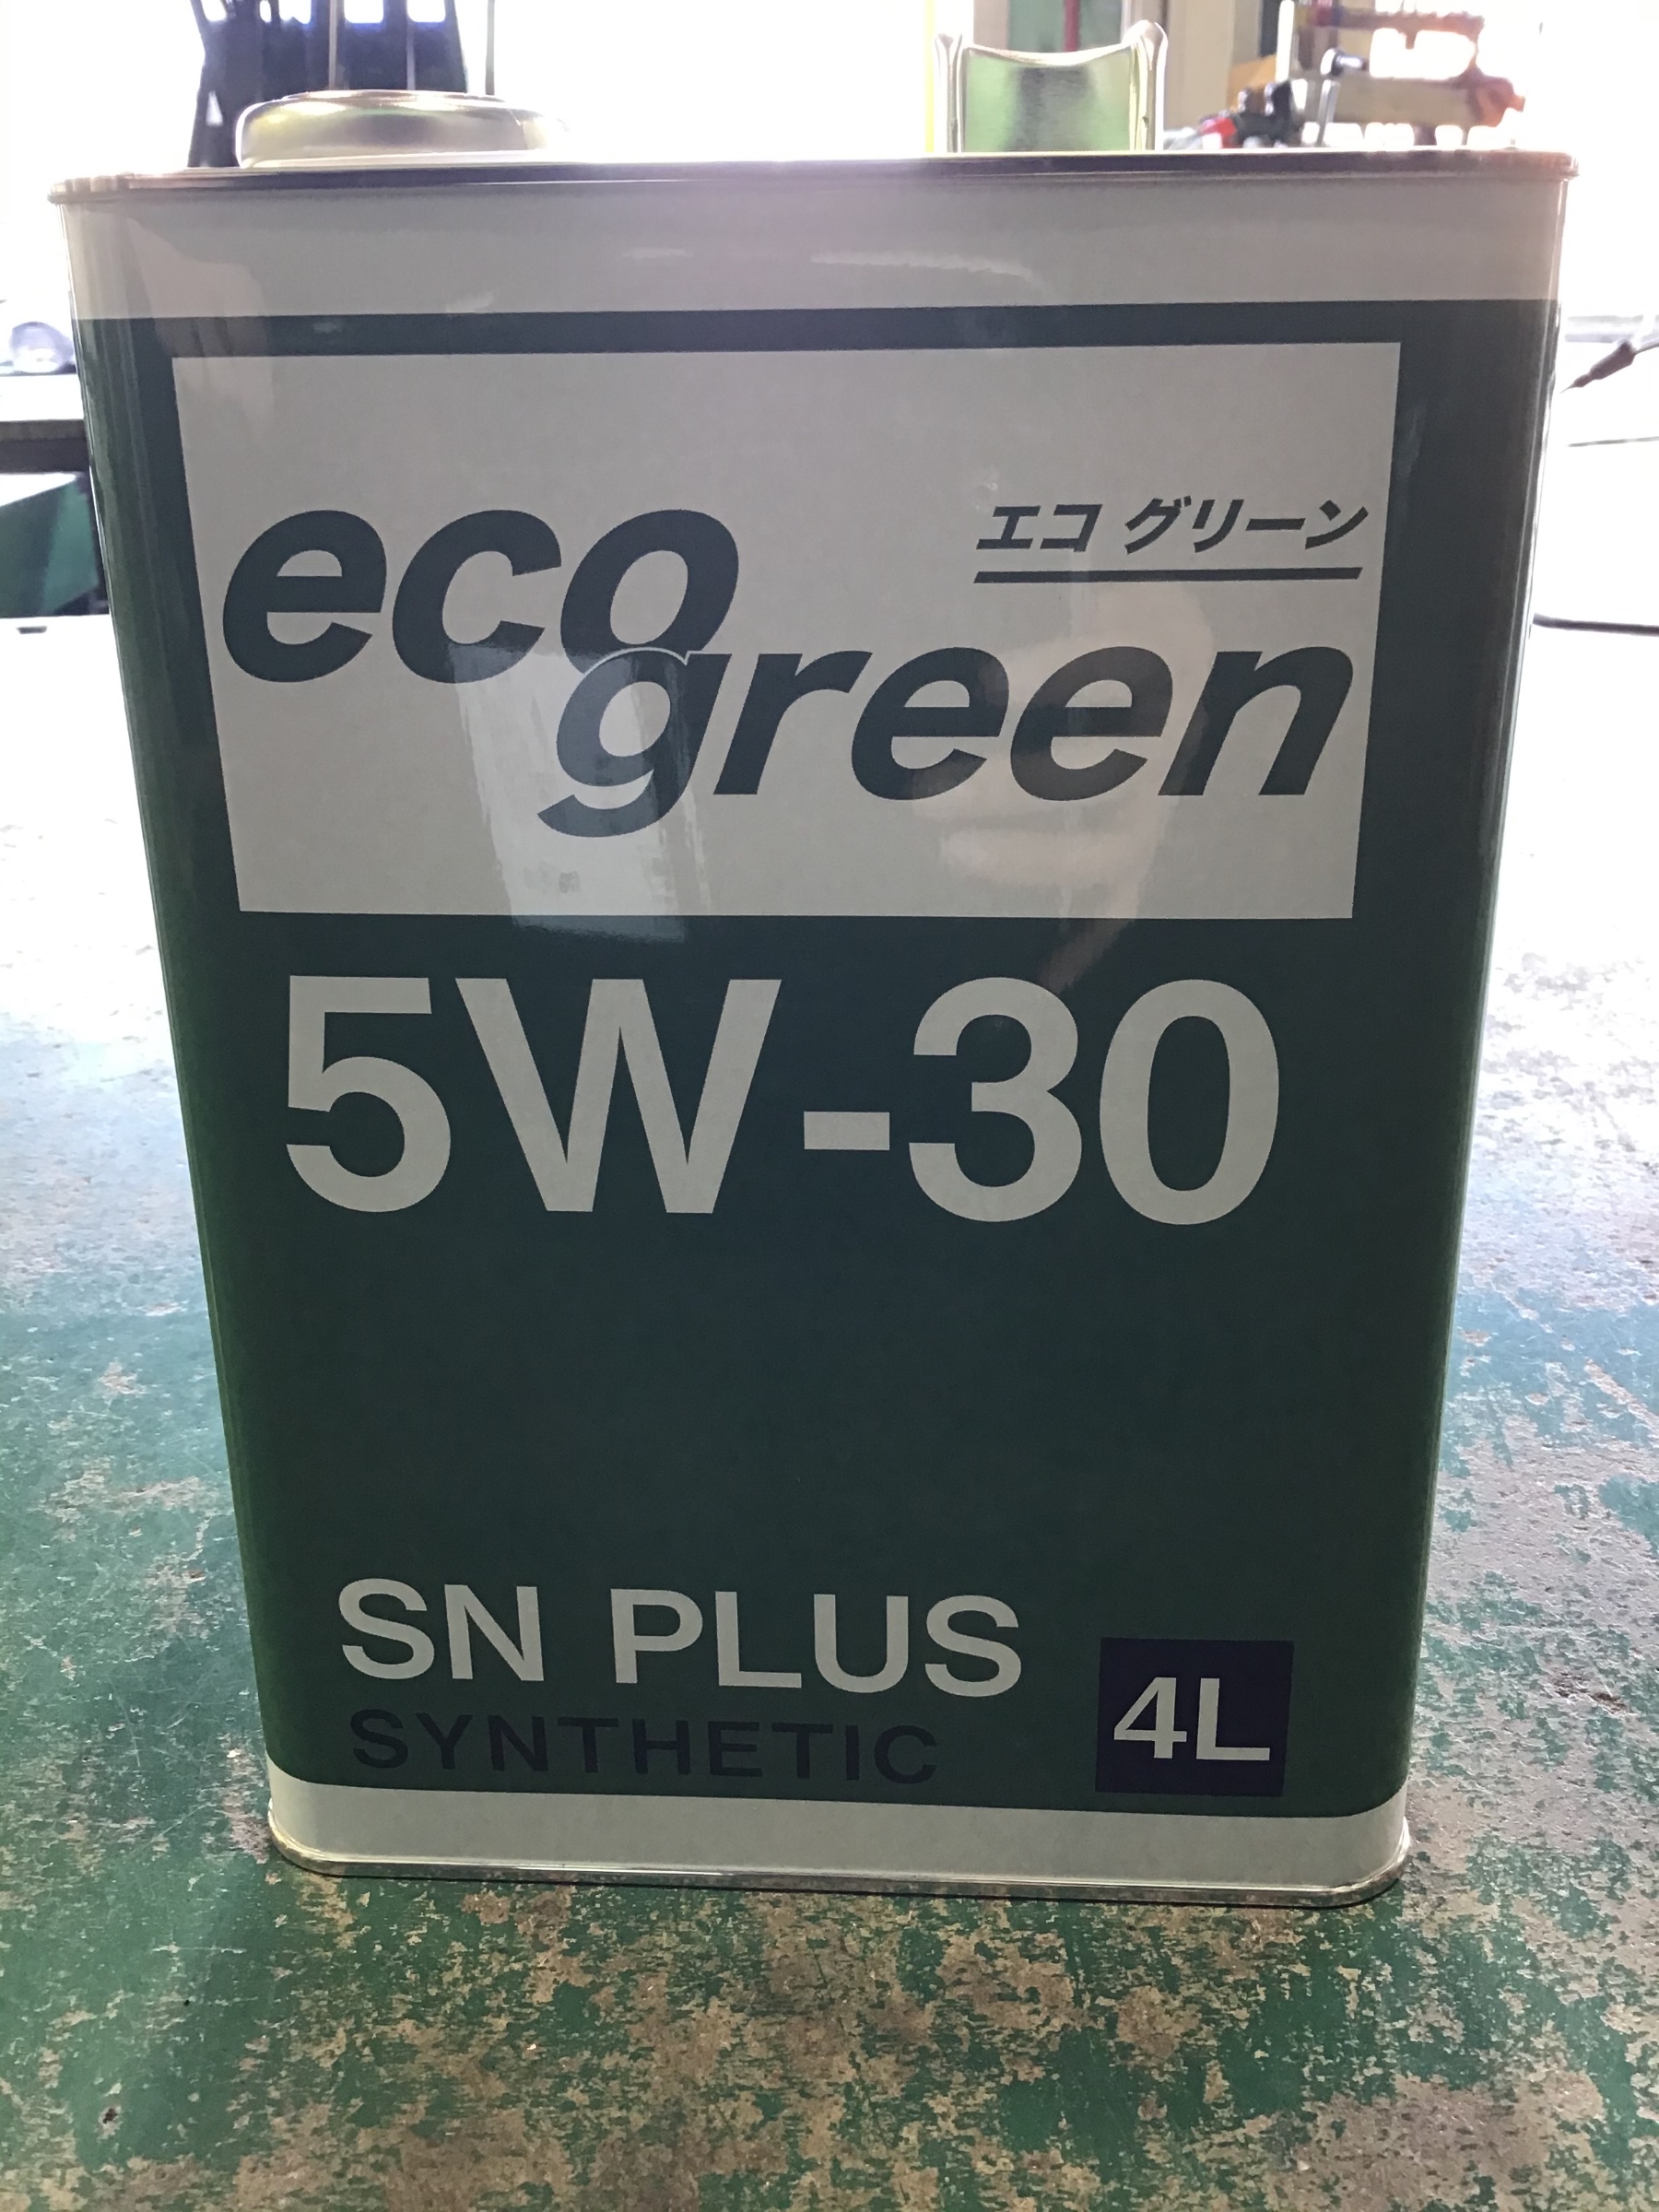 eco
エコ グリーン
green
5W-30
SN PLUS
SYNTHETIC
4L